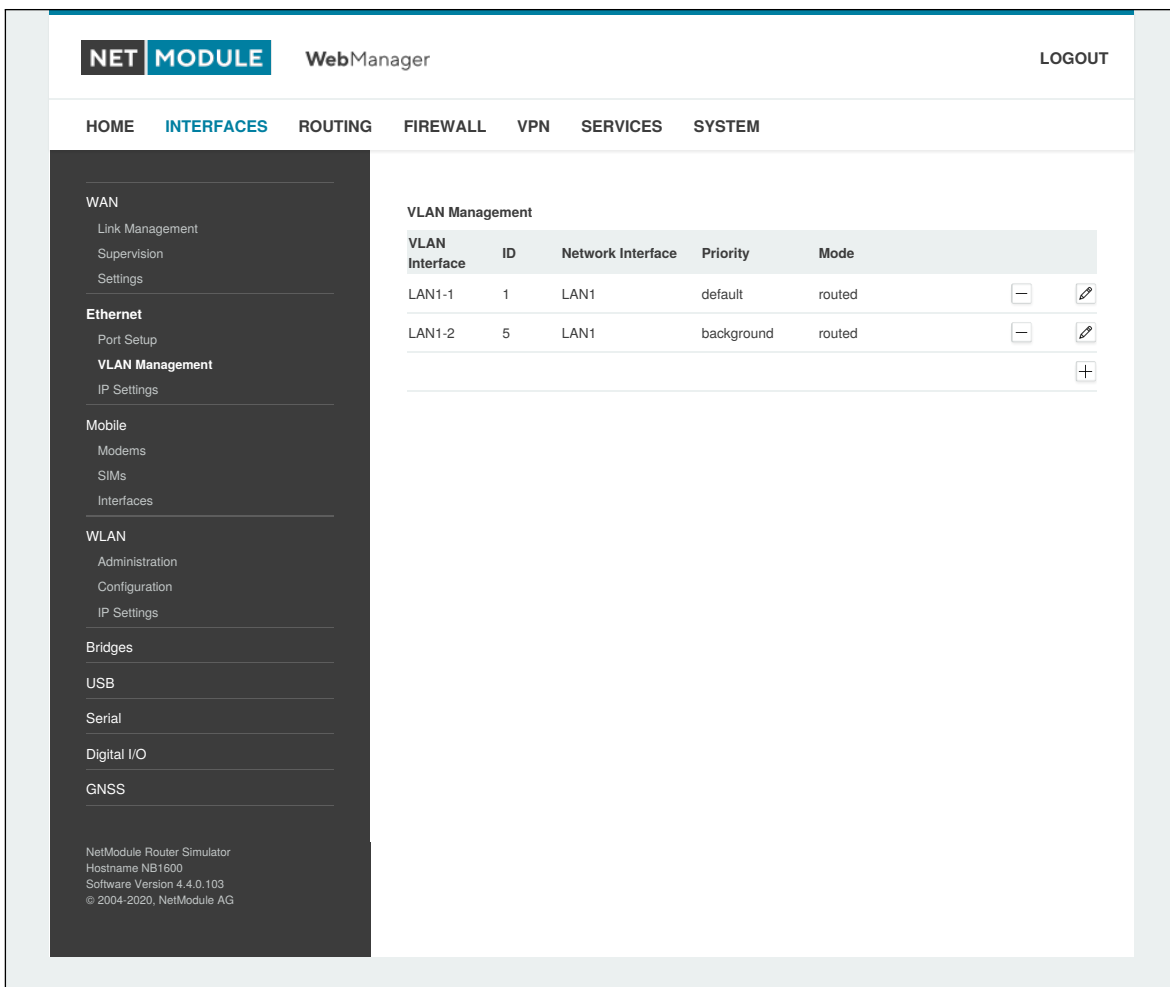 NET MODULE WebManager LOGOUT
HOME INTERFACES ROUTING FIREWALL VPN SERVICES SYSTEM
WAN
Link Management
Supervision
Settings
Ethernet
Port Setup
VLAN Management
IP Settings
Mobile
Modems
SIMs
Interfaces
WLAN
Administration
Configuration
IP Settings
Bridges
USB
Serial
Digital I/O
GNSS
NetModule Router Simulator
Hostname NB1600
Software Version 4.4.0.103
© 2004-2020, NetModule AG
VLAN Management
VLAN Interface ID Network Interface Priority Mode
LAN1-1 1 LAN1 default routed
LAN1-2 5 LAN1 background routed